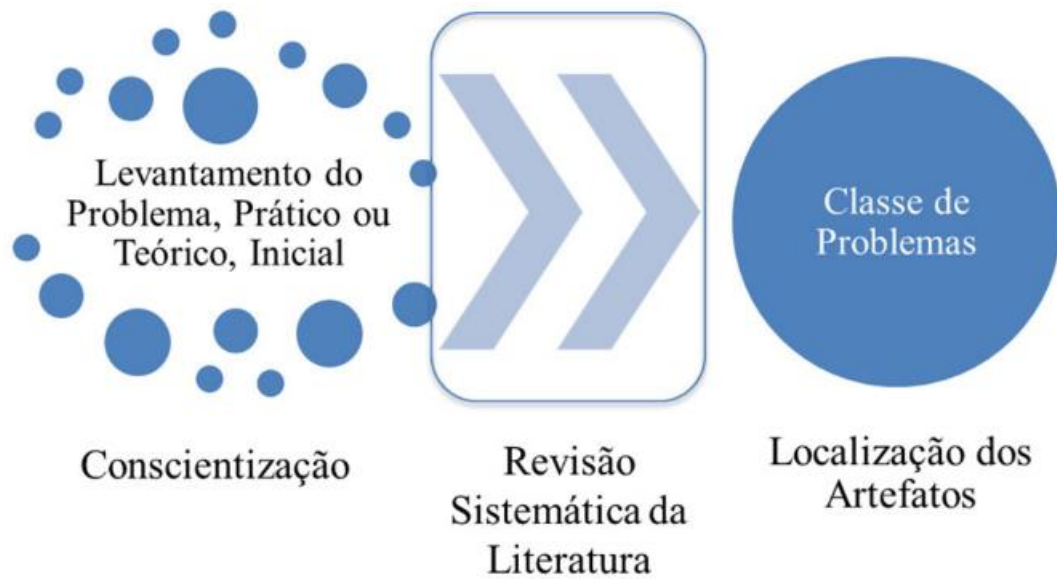 Levantamento do
Problema, Prático ou
Teórico, Inicial
Classe de
Problemas
Conscientização
Revisão
Sistemática da
Literatura
Localização dos
Artefatos